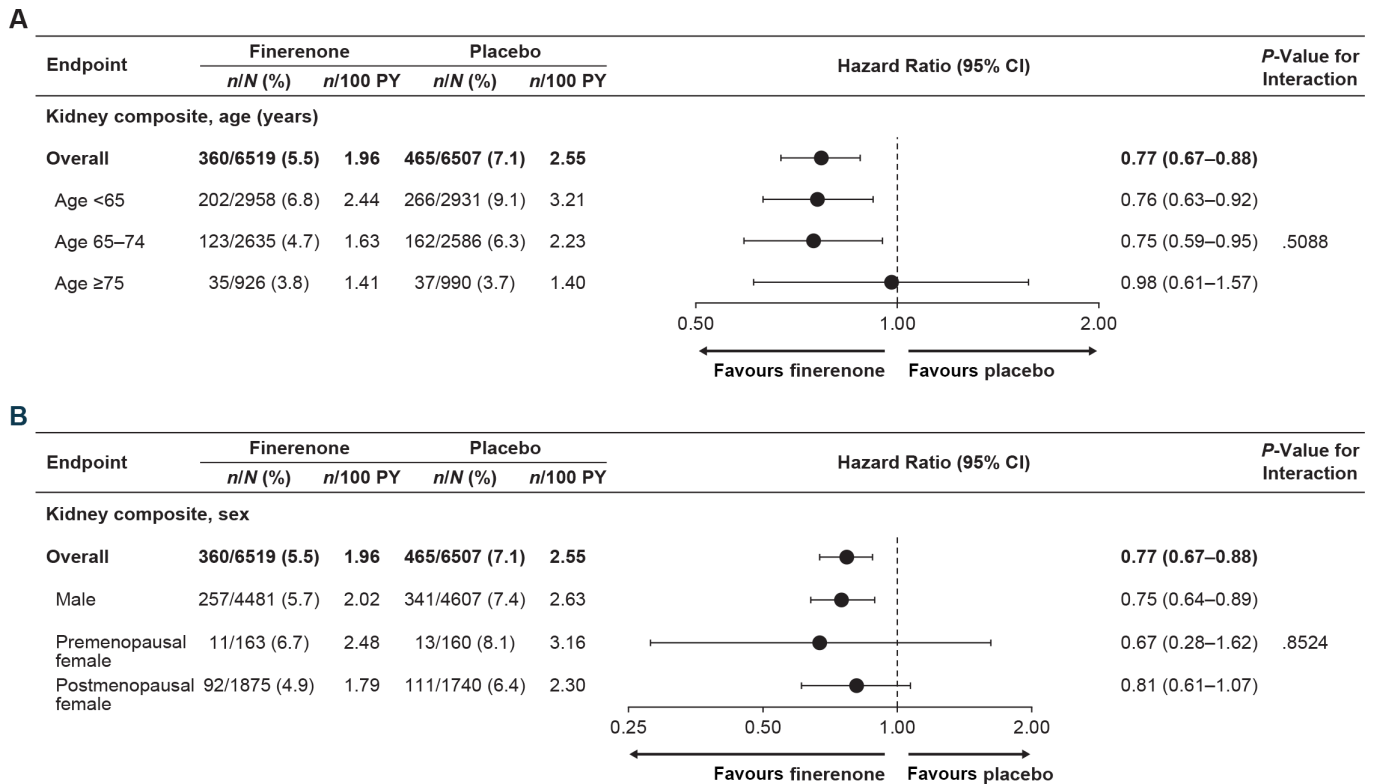 A
Endpoint Finerenone Placebo Hazard Ratio (95% CI) P-Value for Interaction
n/N (%) n/100 PY n/N (%) n/100 PY
Kidney composite, age (years)
Overall 360/6519 (5.5) 1.96 465/6507 (7.1) 2.55 0.77 (0.67–0.88)
Age <65 202/2958 (6.8) 2.44 266/2931 (9.1) 3.21 0.76 (0.63–0.92)
Age 65–74 123/2635 (4.7) 1.63 162/2586 (6.3) 2.23 0.75 (0.59–0.95) .5088
Age ≥75 35/926 (3.8) 1.41 37/990 (3.7) 1.40 0.98 (0.61–1.57)
0.50 1.00 2.00
Favours finerenone Favours placebo
B
Endpoint Finerenone Placebo Hazard Ratio (95% CI) P-Value for Interaction
n/N (%) n/100 PY n/N (%) n/100 PY
Kidney composite, sex
Overall 360/6519 (5.5) 1.96 465/6507 (7.1) 2.55 0.77 (0.67–0.88)
Male 257/4481 (5.7) 2.02 341/4607 (7.4) 2.63 0.75 (0.64–0.89)
Premenopausal female 11/163 (6.7) 2.48 13/160 (8.1) 3.16 0.67 (0.28–1.62) .8524
Postmenopausal female 92/1875 (4.9) 1.79 111/1740 (6.4) 2.30 0.81 (0.61–1.07)
0.25 0.50 1.00 2.00
Favours finerenone Favours placebo